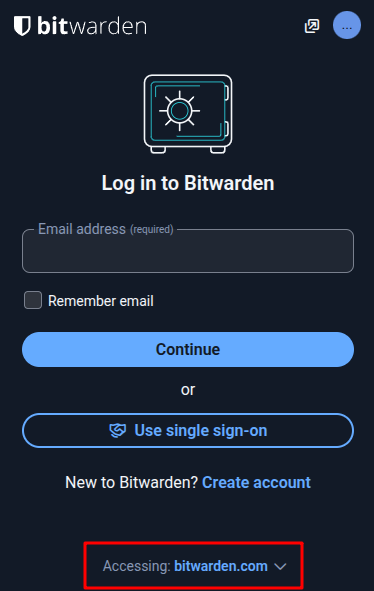 bitwarden
...
Log in to Bitwarden
Email address (required)
Remember email
Continue
or
Use single sign-on
New to Bitwarden? Create account
Accessing: bitwarden.com